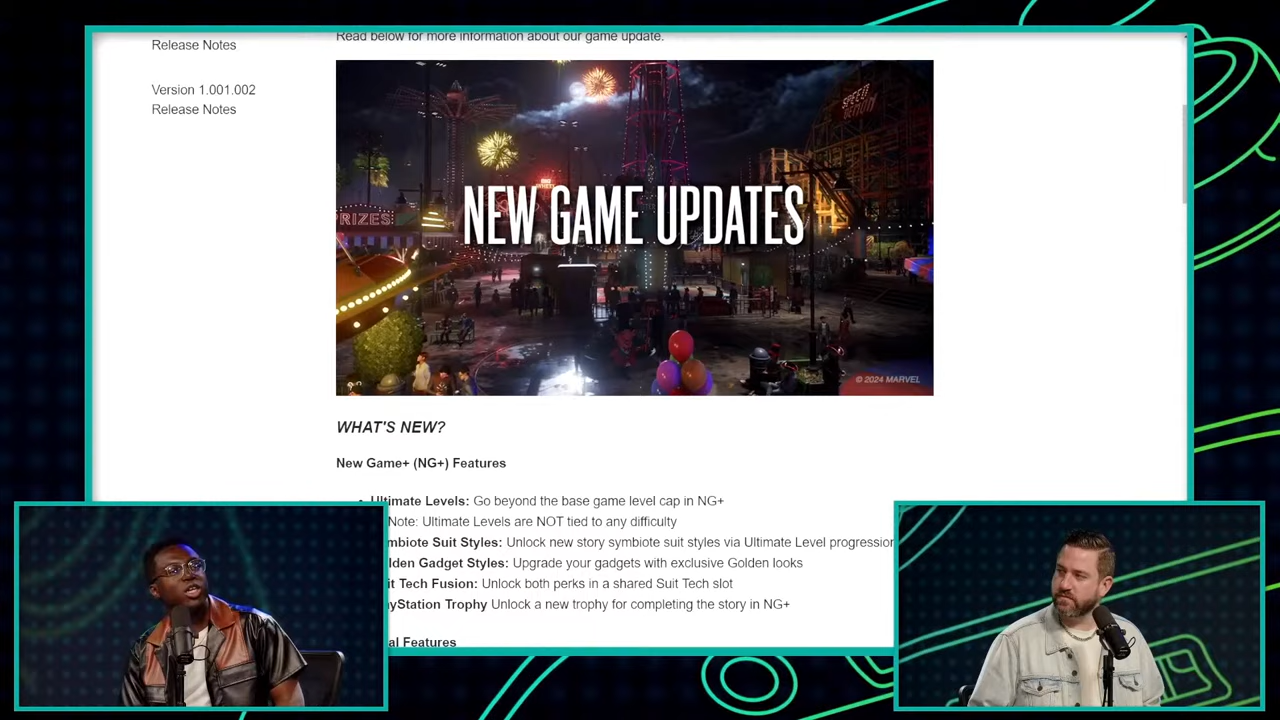 Release Notes
Version 1.001.002
Release Notes
Read below for more information about our game update.
SPEED
PRIZES
NEW GAME UPDATES
© 2024 MARVEL
WHAT'S NEW?
New Game+ (NG+) Features
Ultimate Levels: Go beyond the base game level cap in NG+
Note: Ultimate Levels are NOT tied to any difficulty
mbiote Suit Styles: Unlock new story symbiote suit styles via Ultimate Level progression
lden Gadget Styles: Upgrade your gadgets with exclusive Golden looks
it Tech Fusion: Unlock both perks in a shared Suit Tech slot
yStation Trophy Unlock a new trophy for completing the story in NG+
al Features